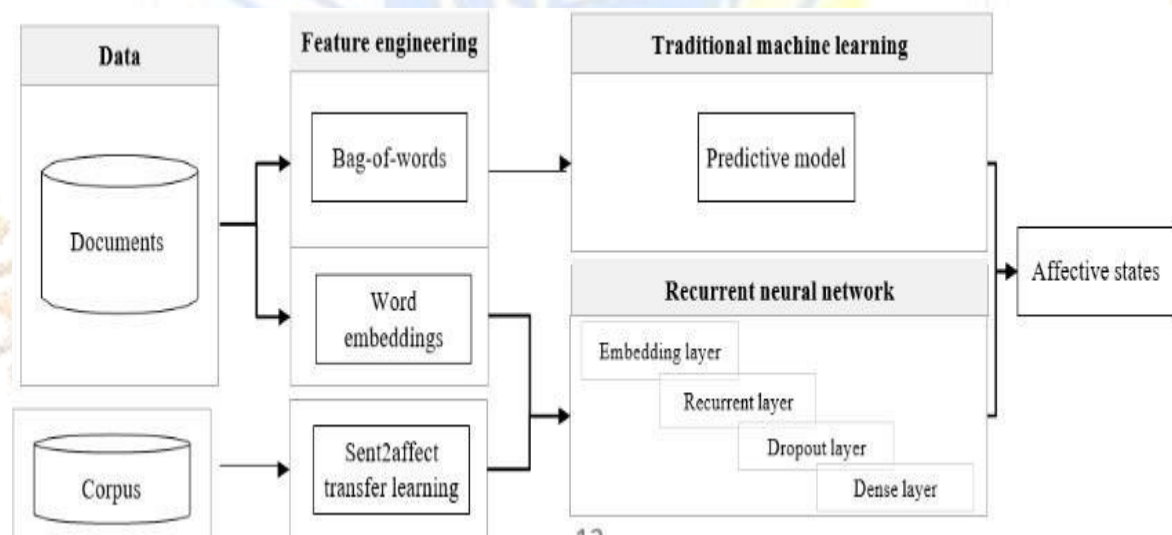 Data
Documents
Corpus
Feature engineering
Bag-of-words
Word
embeddings
Sent2affect
transfer learning
Traditional machine learning
Predictive model
Recurrent neural network
Embedding layer
Recurrent layer
Dropout layer
Dense layer
Affective states